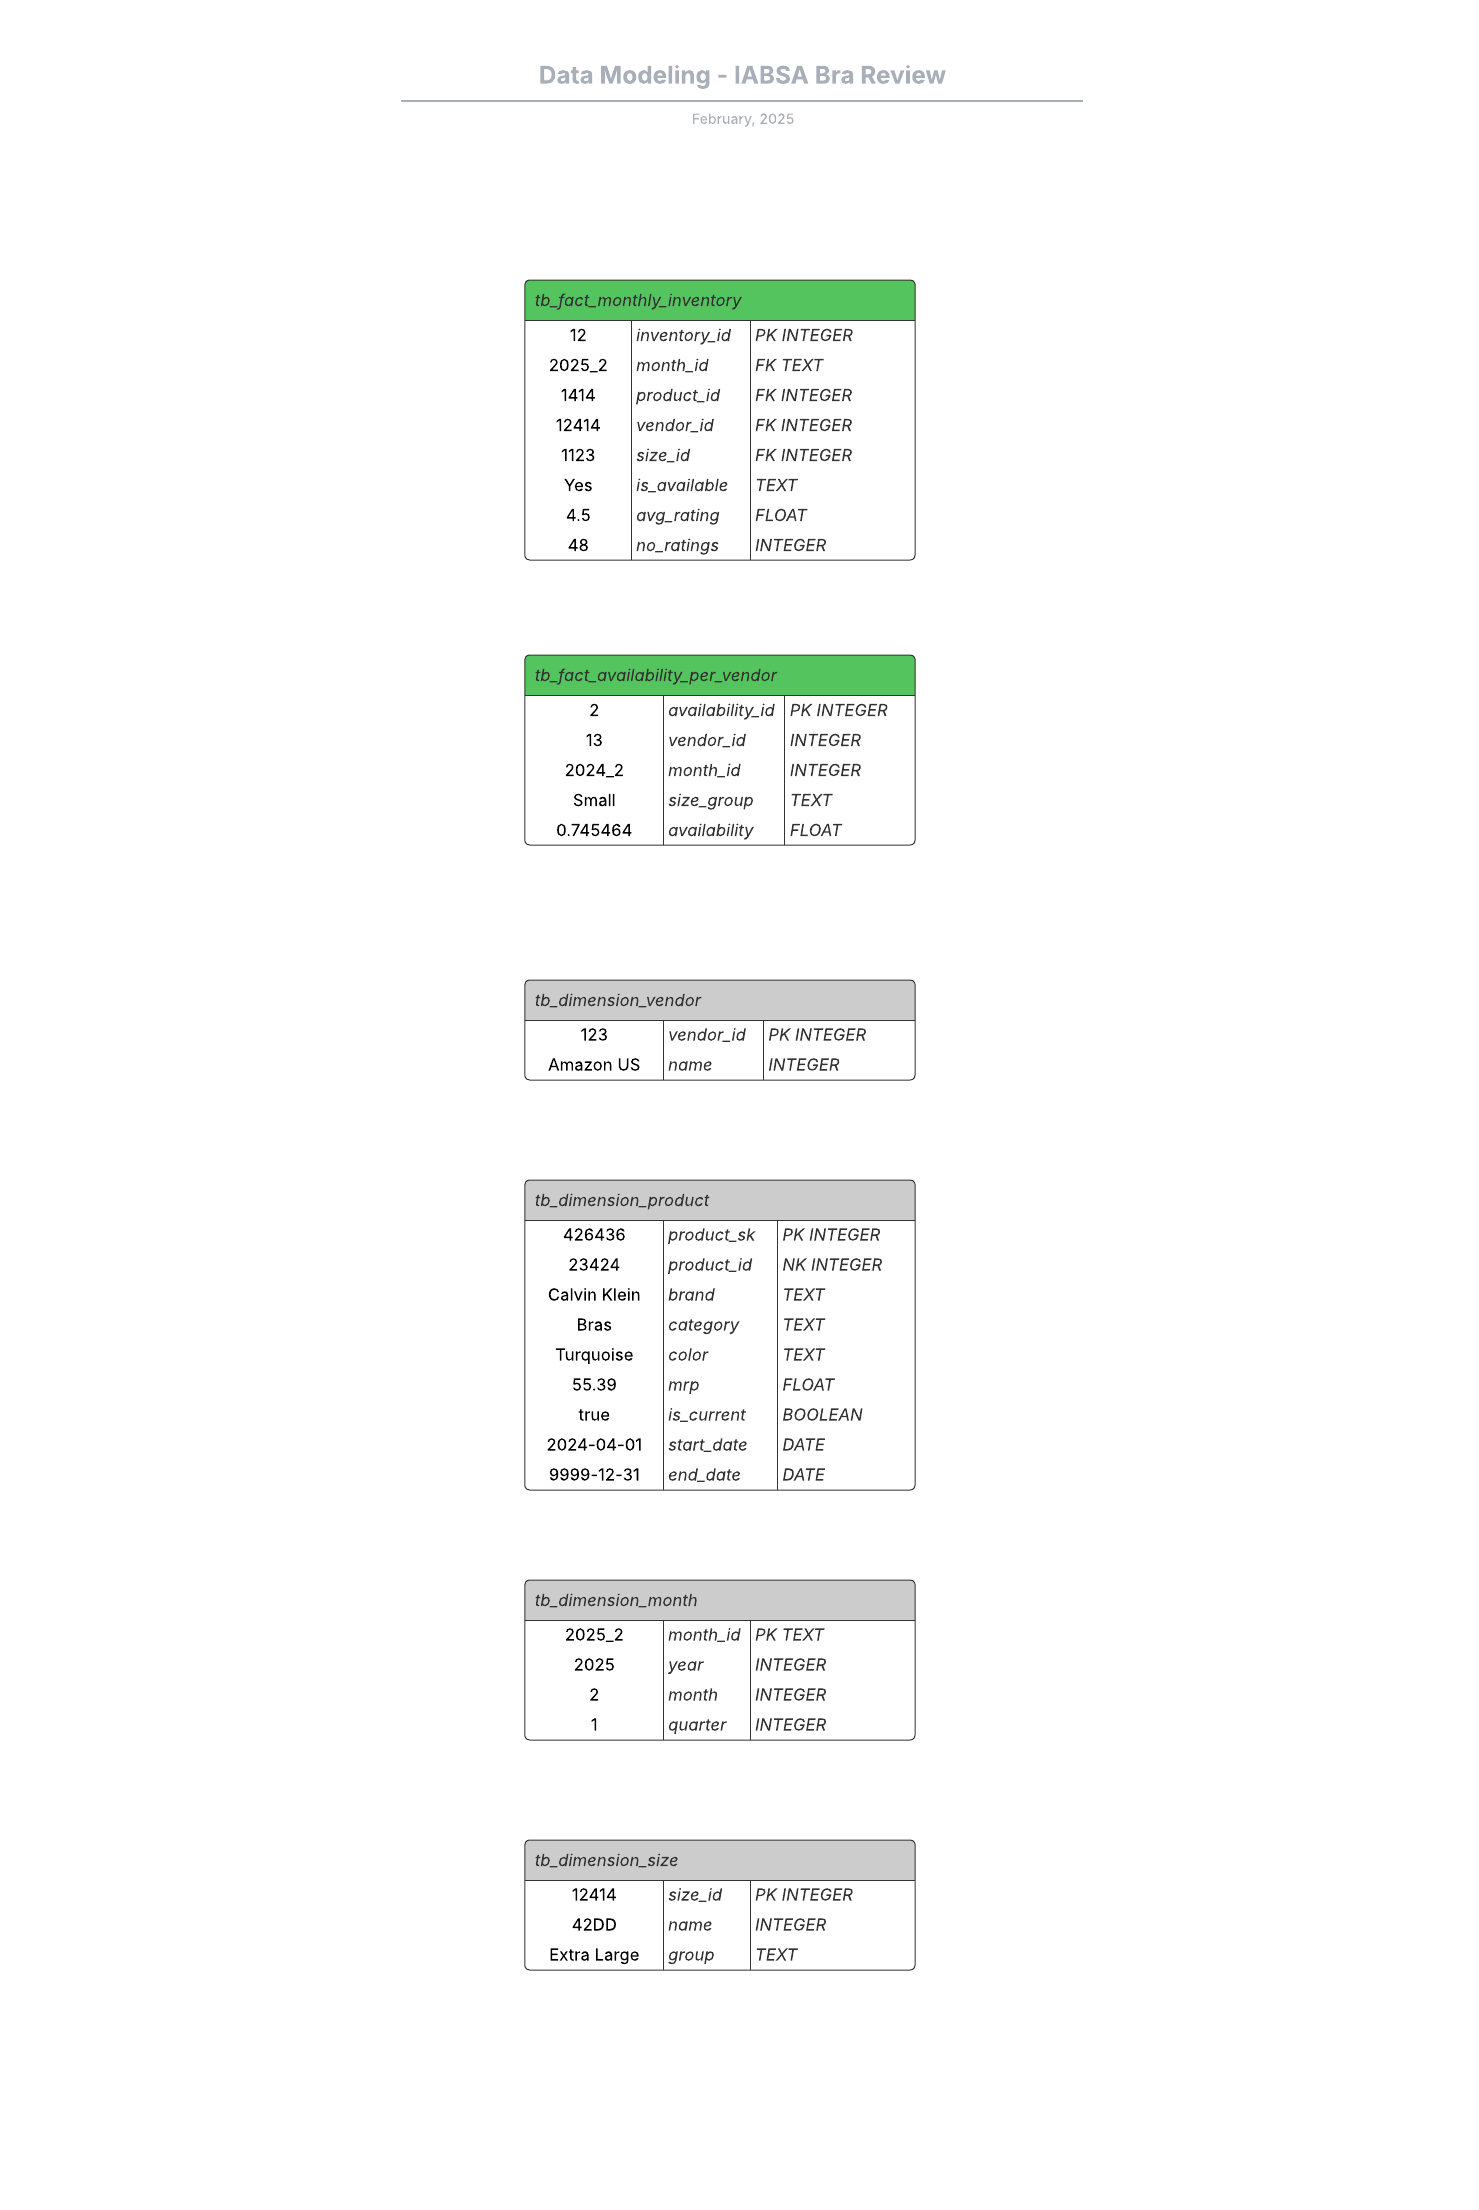 Data Modeling - IABSA Bra Review
February, 2025
tb_fact_monthly_inventory
12 inventory_id PK INTEGER
2025_2 month_id FK TEXT
1414 product_id FK INTEGER
12414 vendor_id FK INTEGER
1123 size_id FK INTEGER
Yes is_available TEXT
4.5 avg_rating FLOAT
48 no_ratings INTEGER
tb_fact_availability_per_vendor
2 availability_id PK INTEGER
13 vendor_id INTEGER
2024_2 month_id INTEGER
Small size_group TEXT
0.745464 availability FLOAT
tb_dimension_vendor
123 vendor_id PK INTEGER
Amazon US name INTEGER
tb_dimension_product
426436 product_sk PK INTEGER
23424 product_id NK INTEGER
Calvin Klein brand TEXT
Bras category TEXT
Turquoise color TEXT
55.39 mrp FLOAT
true is_current BOOLEAN
2024-04-01 start_date DATE
9999-12-31 end_date DATE
tb_dimension_month
2025_2 month_id PK TEXT
2025 year INTEGER
2 month INTEGER
1 quarter INTEGER
tb_dimension_size
12414 size_id PK INTEGER
42DD name INTEGER
Extra Large group TEXT